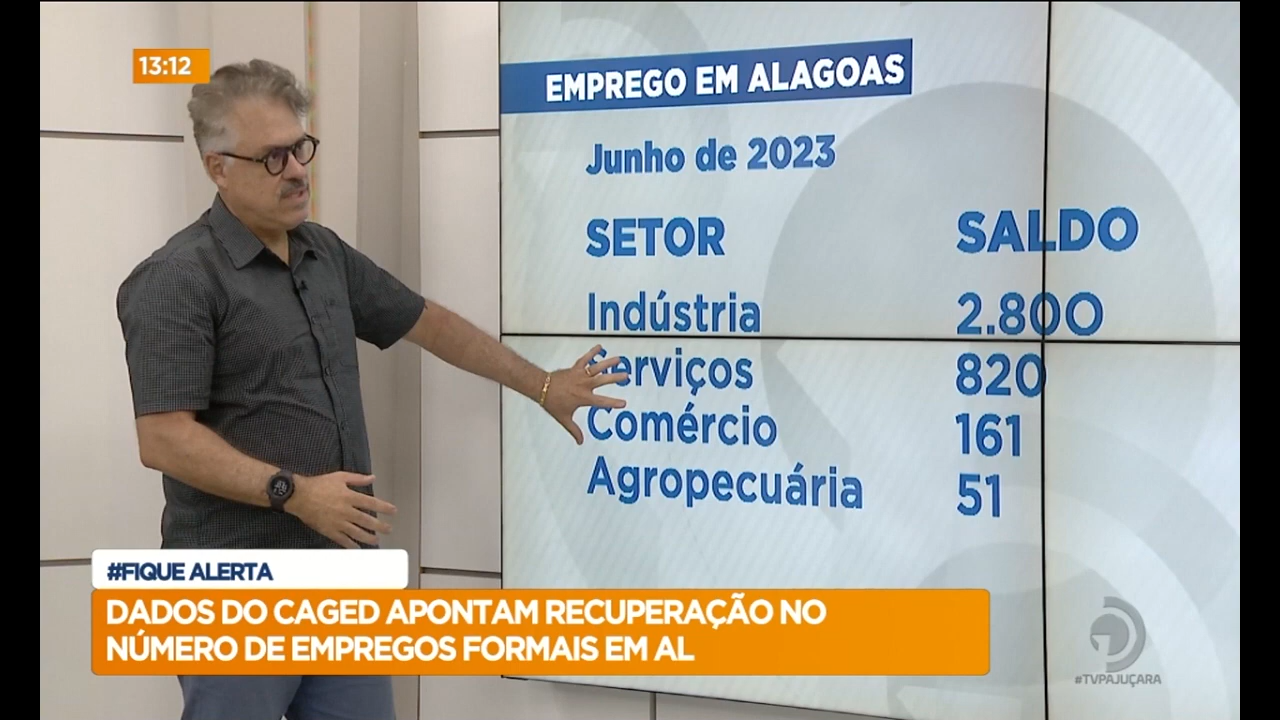 13:12
EMPREGO EM ALAGOAS
Junho de 2023
SETOR SALDO
Indústria 2.800
Serviços 820
Comércio 161
Agropecuária 51
#FIQUE ALERTA
DADOS DO CAGED APONTAM RECUPERAÇÃO NO
NÚMERO DE EMPREGOS FORMAIS EM AL
#TVPAJUÇARA